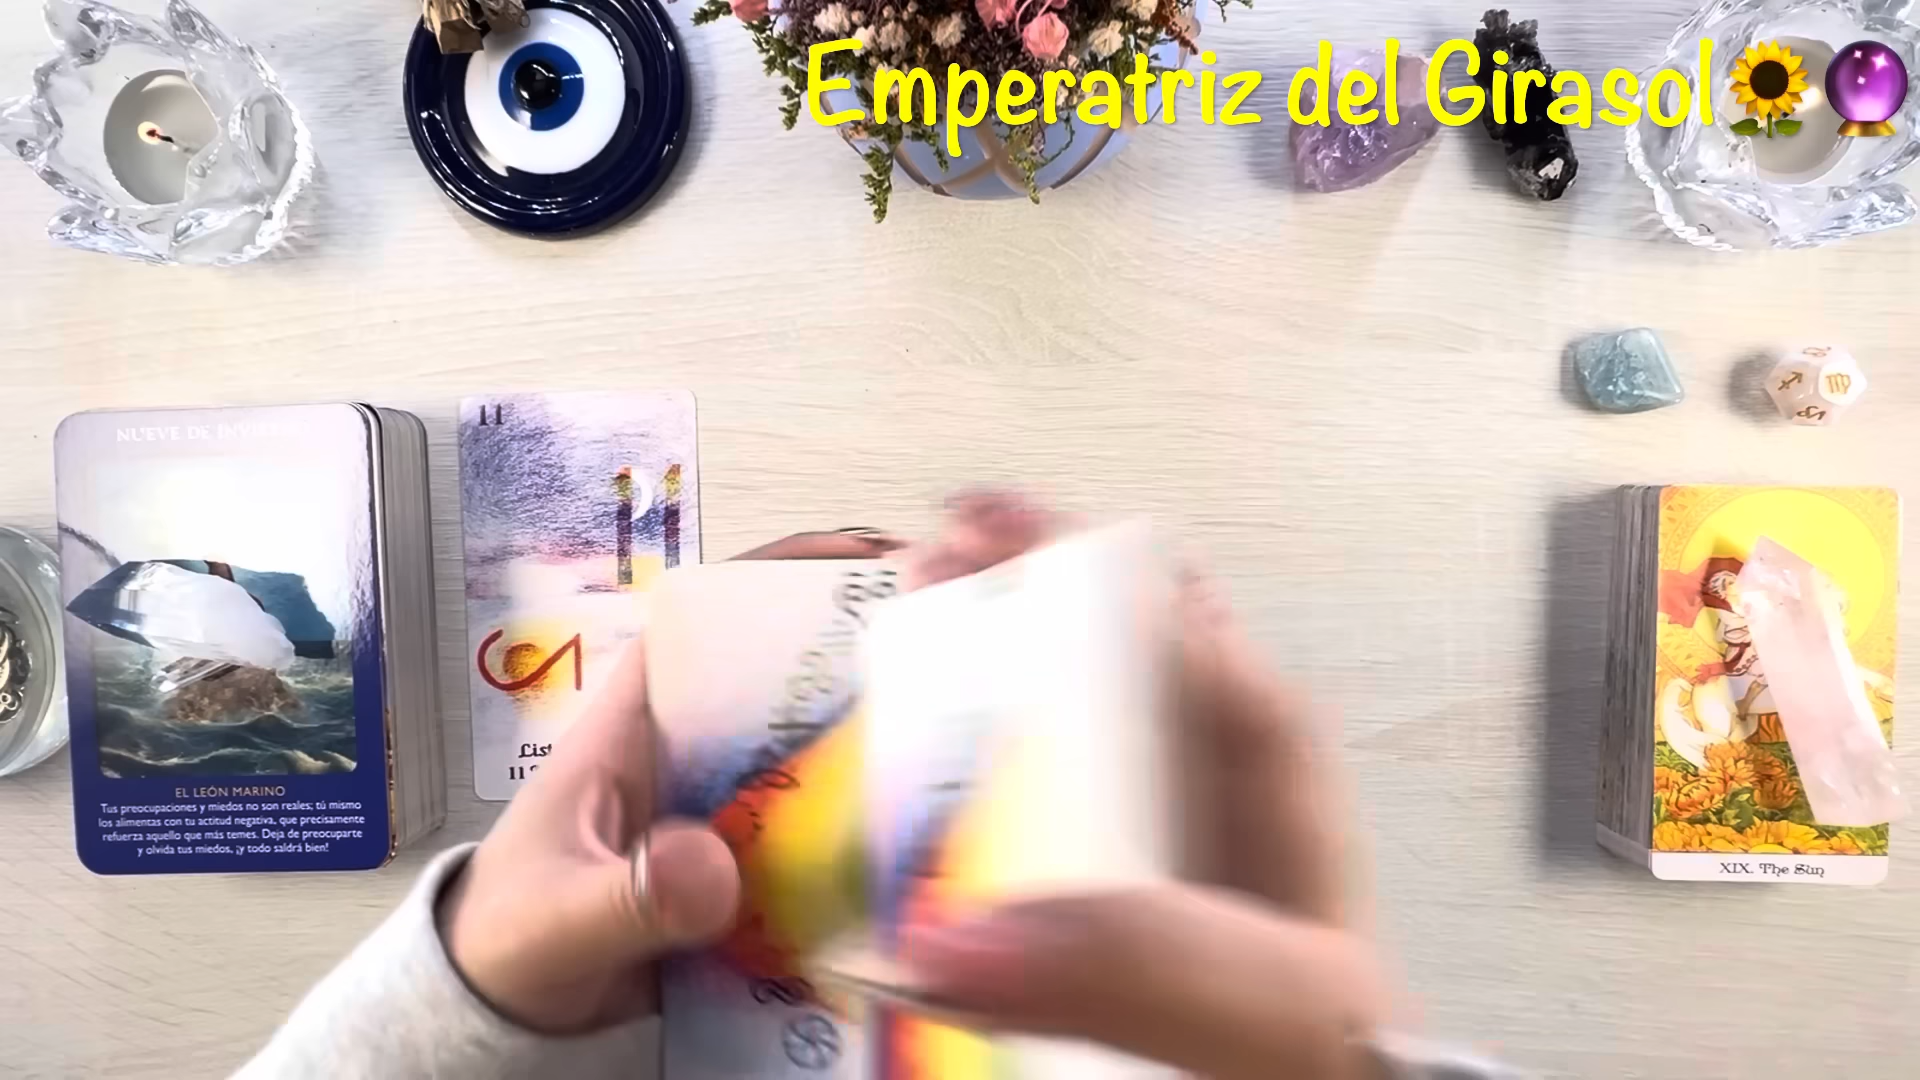 Emperatriz del Girasol
NUEVE DE
11
EL LEÓN MARINO
Tus preocupaciones y miedos no son reales; tú mismo
los alimentas con tu actitud negativa, que precisamente
refuerza aquello que más temes. Deja de preocuparte
y olvida tus miedos, ¡y todo saldrá bien!
11
XIX. The Sun